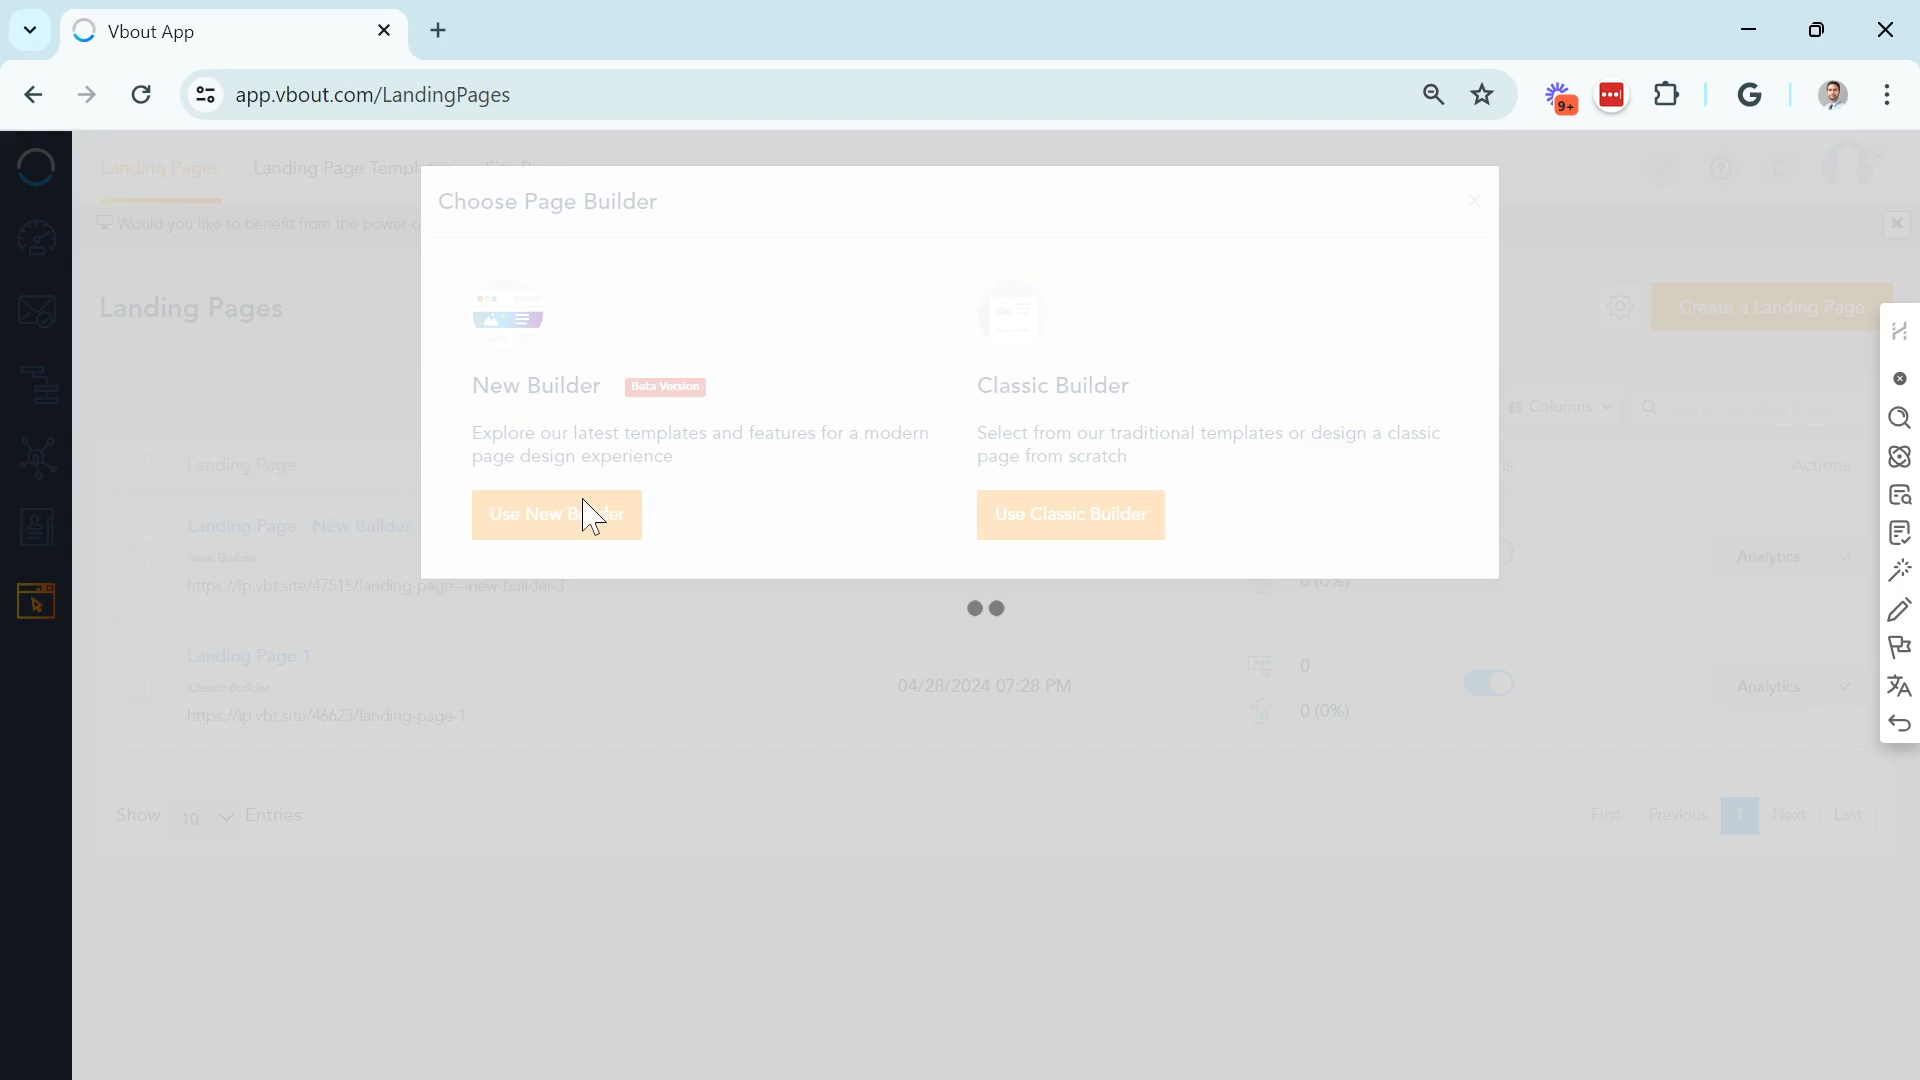 Vbout App
app.vbout.com/LandingPages
9+
Landing Pages
Landing Page
Choose Page Builder
Would you like to benefit from the power
Landing Pages
Create a Landing Page
New Builder
Beta Version
Classic Builder
Explore our latest templates and features for a modern
page design experience
Select from our traditional templates or design a classic
page from scratch
Columns
Landing Page
Actions
Use New
Use Classic Builder
Landing Page - New Builder
New Builder
Analytics
https://lp.vbt.site/47515/landing-page--new-builder-3
0 (0%)
Landing Page 1
Classic Builder
https://lp.vbt.site/46623/landing-page-1
04/28/2024 07:28 PM
0
0 (0%)
Analytics
Show 10 Entries
First Previous 1 Next Last